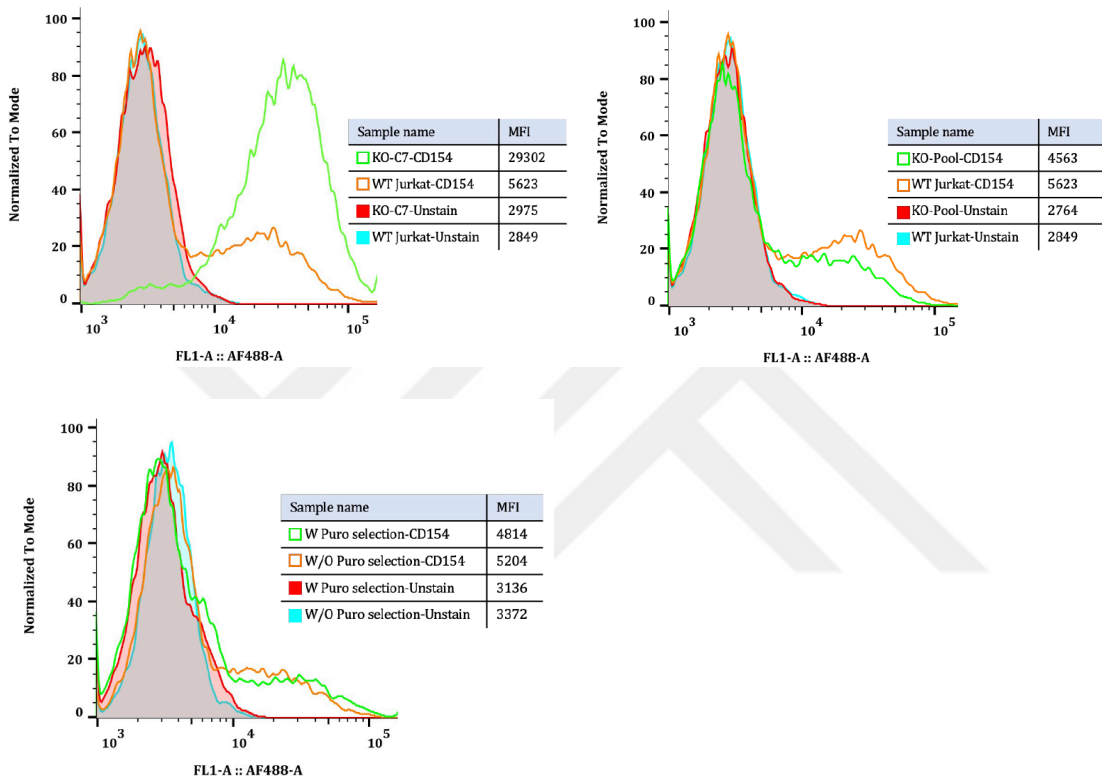 100
80
60
40
20
0
Normalized To Mode
10^3
10^4
10^5
FL1-A :: AF488-A
Sample name MFI
KO-C7-CD154 29302
WT Jurkat-CD154 5623
KO-C7-Unstain 2975
WT Jurkat-Unstain 2849
100
80
60
40
20
0
Normalized To Mode
10^3
10^4
10^5
FL1-A :: AF488-A
Sample name MFI
KO-Pool-CD154 4563
WT Jurkat-CD154 5623
KO-Pool-Unstain 2764
WT Jurkat-Unstain 2849
100
80
60
40
20
0
Normalized To Mode
10^3
10^4
10^5
FL1-A :: AF488-A
Sample name MFI
W Puro selection-CD154 4814
W/O Puro selection-CD154 5204
W Puro selection-Unstain 3136
W/O Puro selection-Unstain 3372